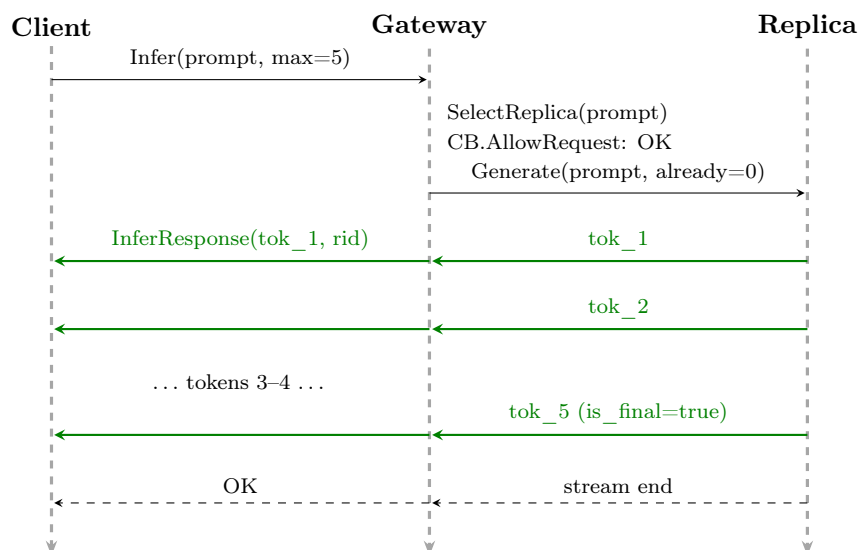 Client
Gateway
Replica
Infer(prompt, max=5)
SelectReplica(prompt)
CB.AllowRequest: OK
Generate(prompt, already=0)
InferResponse(tok_1, rid)
tok_1
tok_2
... tokens 3–4 ...
tok_5 (is_final=true)
OK
stream end